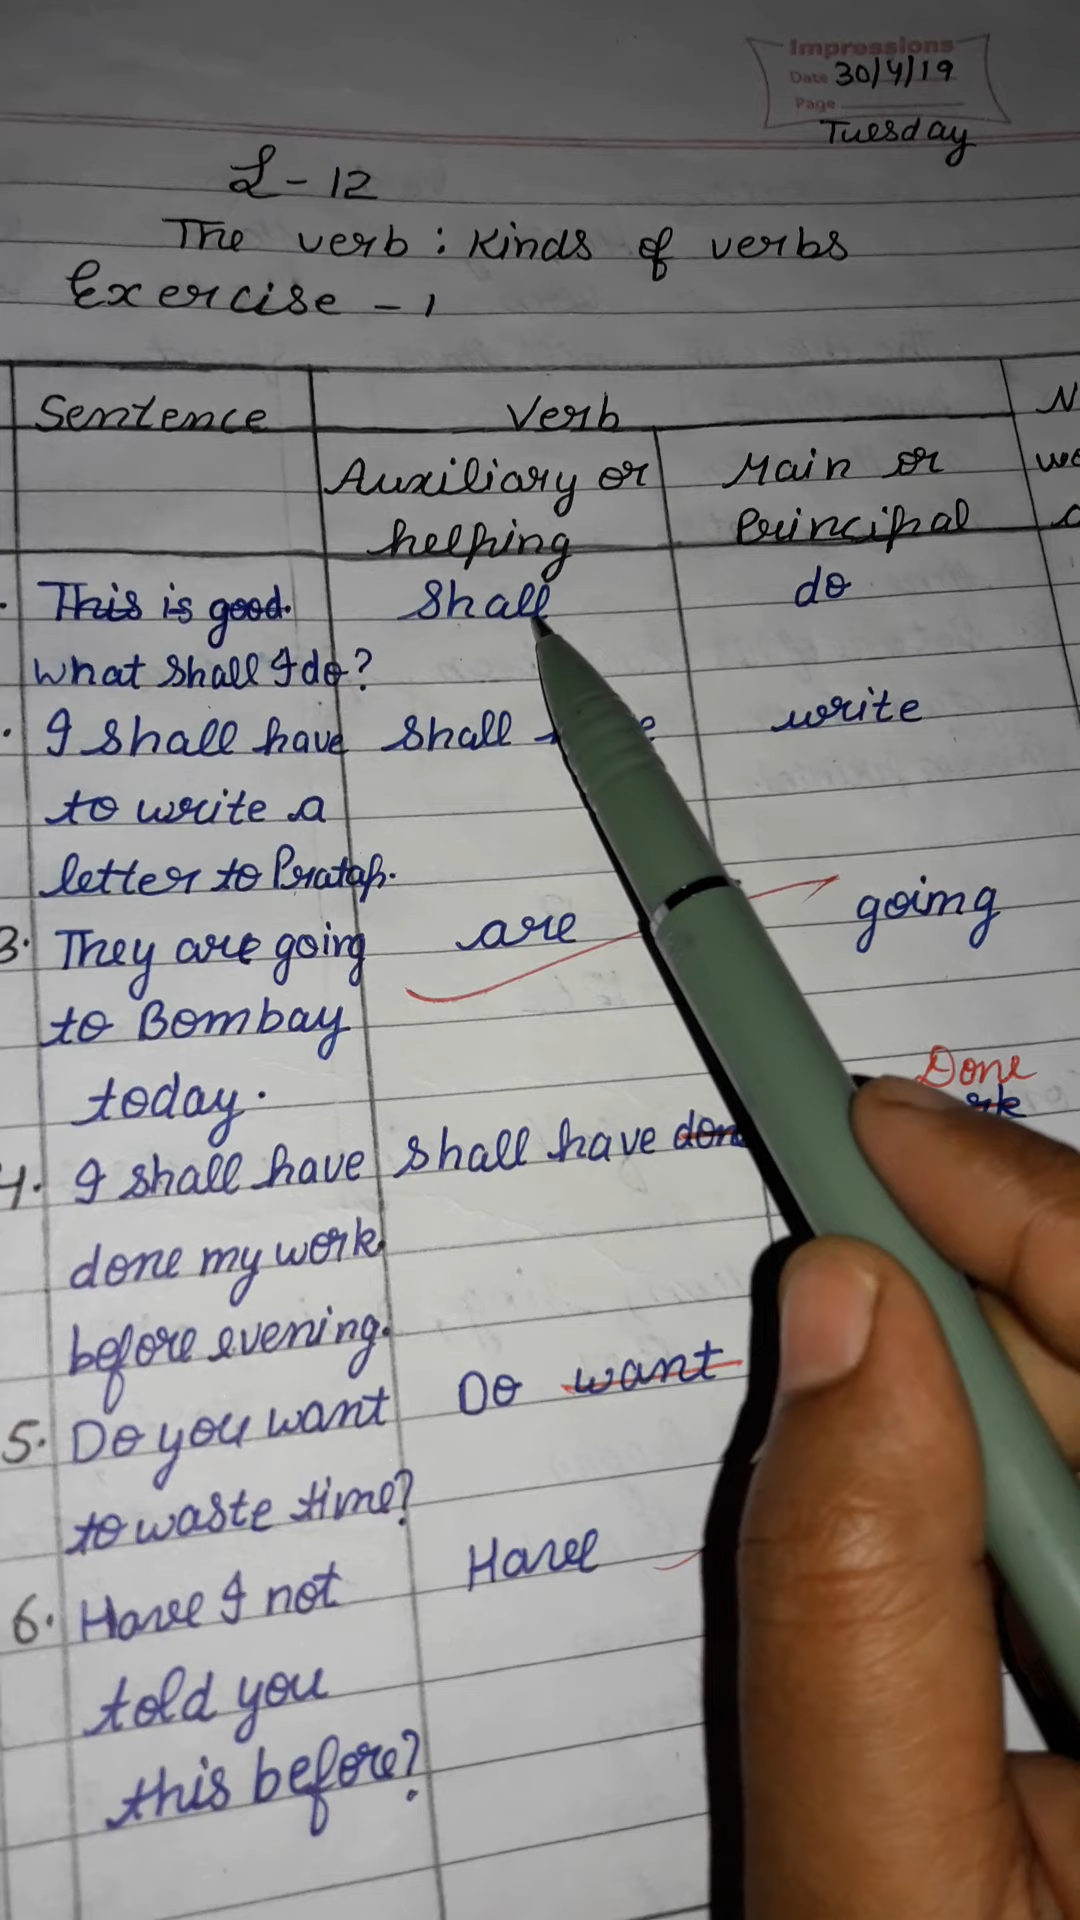 Impressions
Date 30/4/19
Page
Tuesday
L-12
The verb : Kinds of verbs
Exercise - 1
Sentence Verb N
Auxiliary or Main or
helping Principal
This is good. Shall do
what shall I do?
I shall have shall write
to write a
letter to Pratap.
3. They are going are going
to Bombay
today.
Done
4. I shall have shall have done
done my work
before evening.
5. Do you want Do want
to waste time?
6. Have I not Have
told you
this before?